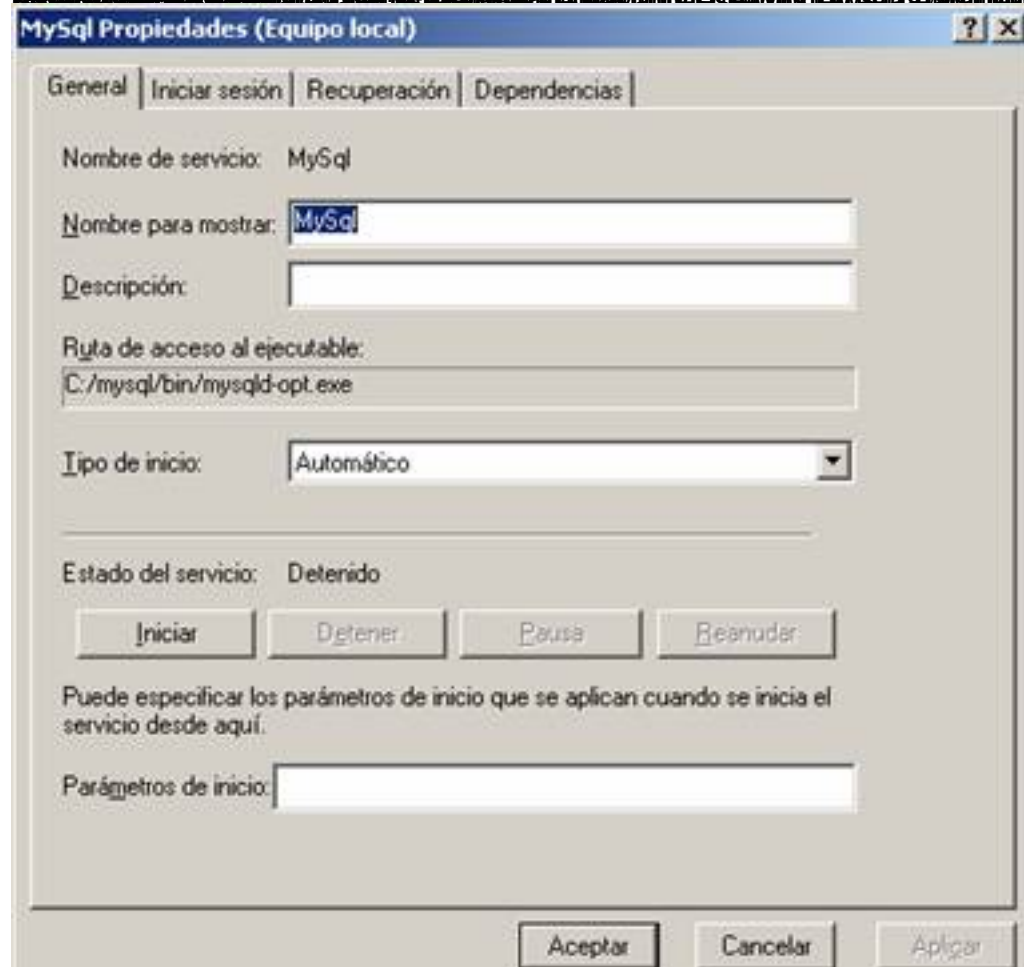 MySql Propiedades (Equipo local)
General Iniciar sesión Recuperación Dependencias
Nombre de servicio: MySql
Nombre para mostrar: MySql
Descripción:
Ruta de acceso al ejecutable:
C:/mysql/bin/mysqld-opt.exe
Tipo de inicio: Automático
Estado del servicio: Detenido
Iniciar Detener Pausa Reanudar
Puede especificar los parámetros de inicio que se aplican cuando se inicia el
servicio desde aquí.
Parámetros de inicio:
Aceptar Cancelar Aplicar